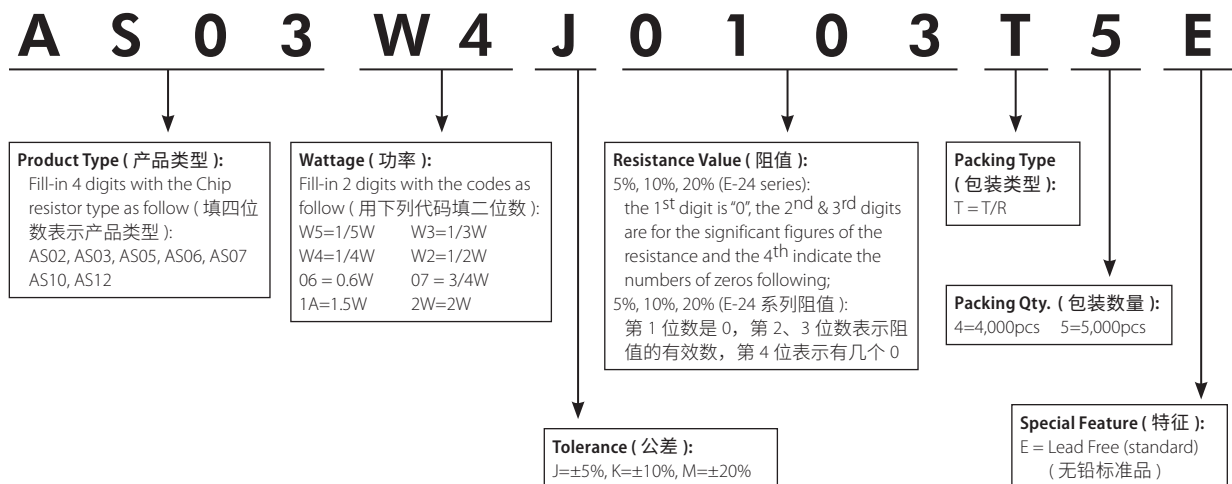 A S 0 3 W 4 J 0 1 0 3 T 5 E
Product Type ( 产品类型 ):
Fill-in 4 digits with the Chip
resistor type as follow ( 填四位
数表示产品类型 ):
AS02, AS03, AS05, AS06, AS07
AS10, AS12
Wattage ( 功率 ):
Fill-in 2 digits with the codes as
follow ( 用下列代码填二位数 ):
W5=1/5W W3=1/3W
W4=1/4W W2=1/2W
06 = 0.6W 07 = 3/4W
1A=1.5W 2W=2W
Resistance Value ( 阻值 ):
5%, 10%, 20% (E-24 series):
the 1st digit is “0”, the 2nd & 3rd digits
are for the significant figures of the
resistance and the 4th indicate the
numbers of zeros following;
5%, 10%, 20% (E-24 系列阻值 ):
第 1 位数是 0，第 2、3 位数表示阻
值的有效数，第 4 位表示有几个 0
Packing Type
( 包装类型 ):
T = T/R
Packing Qty. ( 包装数量 ):
4=4,000pcs 5=5,000pcs
Tolerance ( 公差 ):
J=±5%, K=±10%, M=±20%
Special Feature ( 特征 ):
E = Lead Free (standard)
( 无铅标准品 )